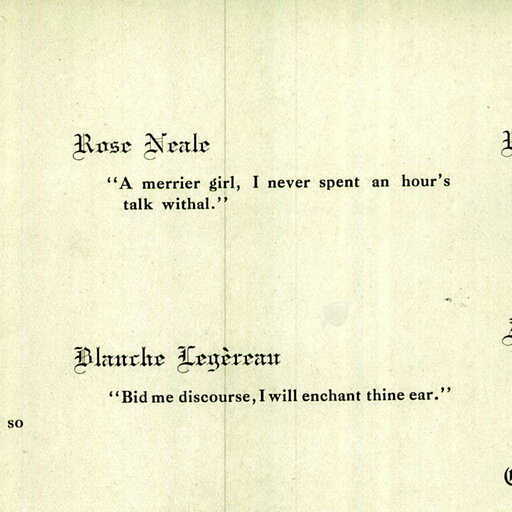 Rose Neale
"A merrier girl, I never spent an hour's
talk withal."
Blanche Legèreau
"Bid me discourse, I will enchant thine ear."
so